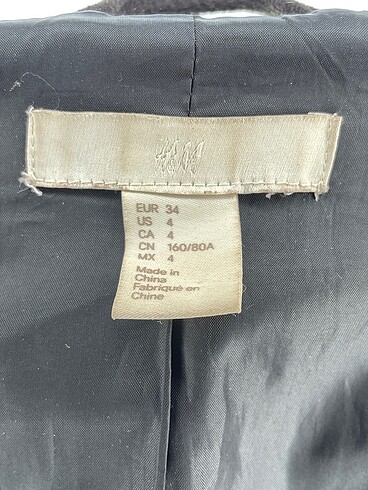 H&M
EUR 34
US 4
CA 4
CN 160/80A
MX 4
Made in
China
Fabriqué en
Chine